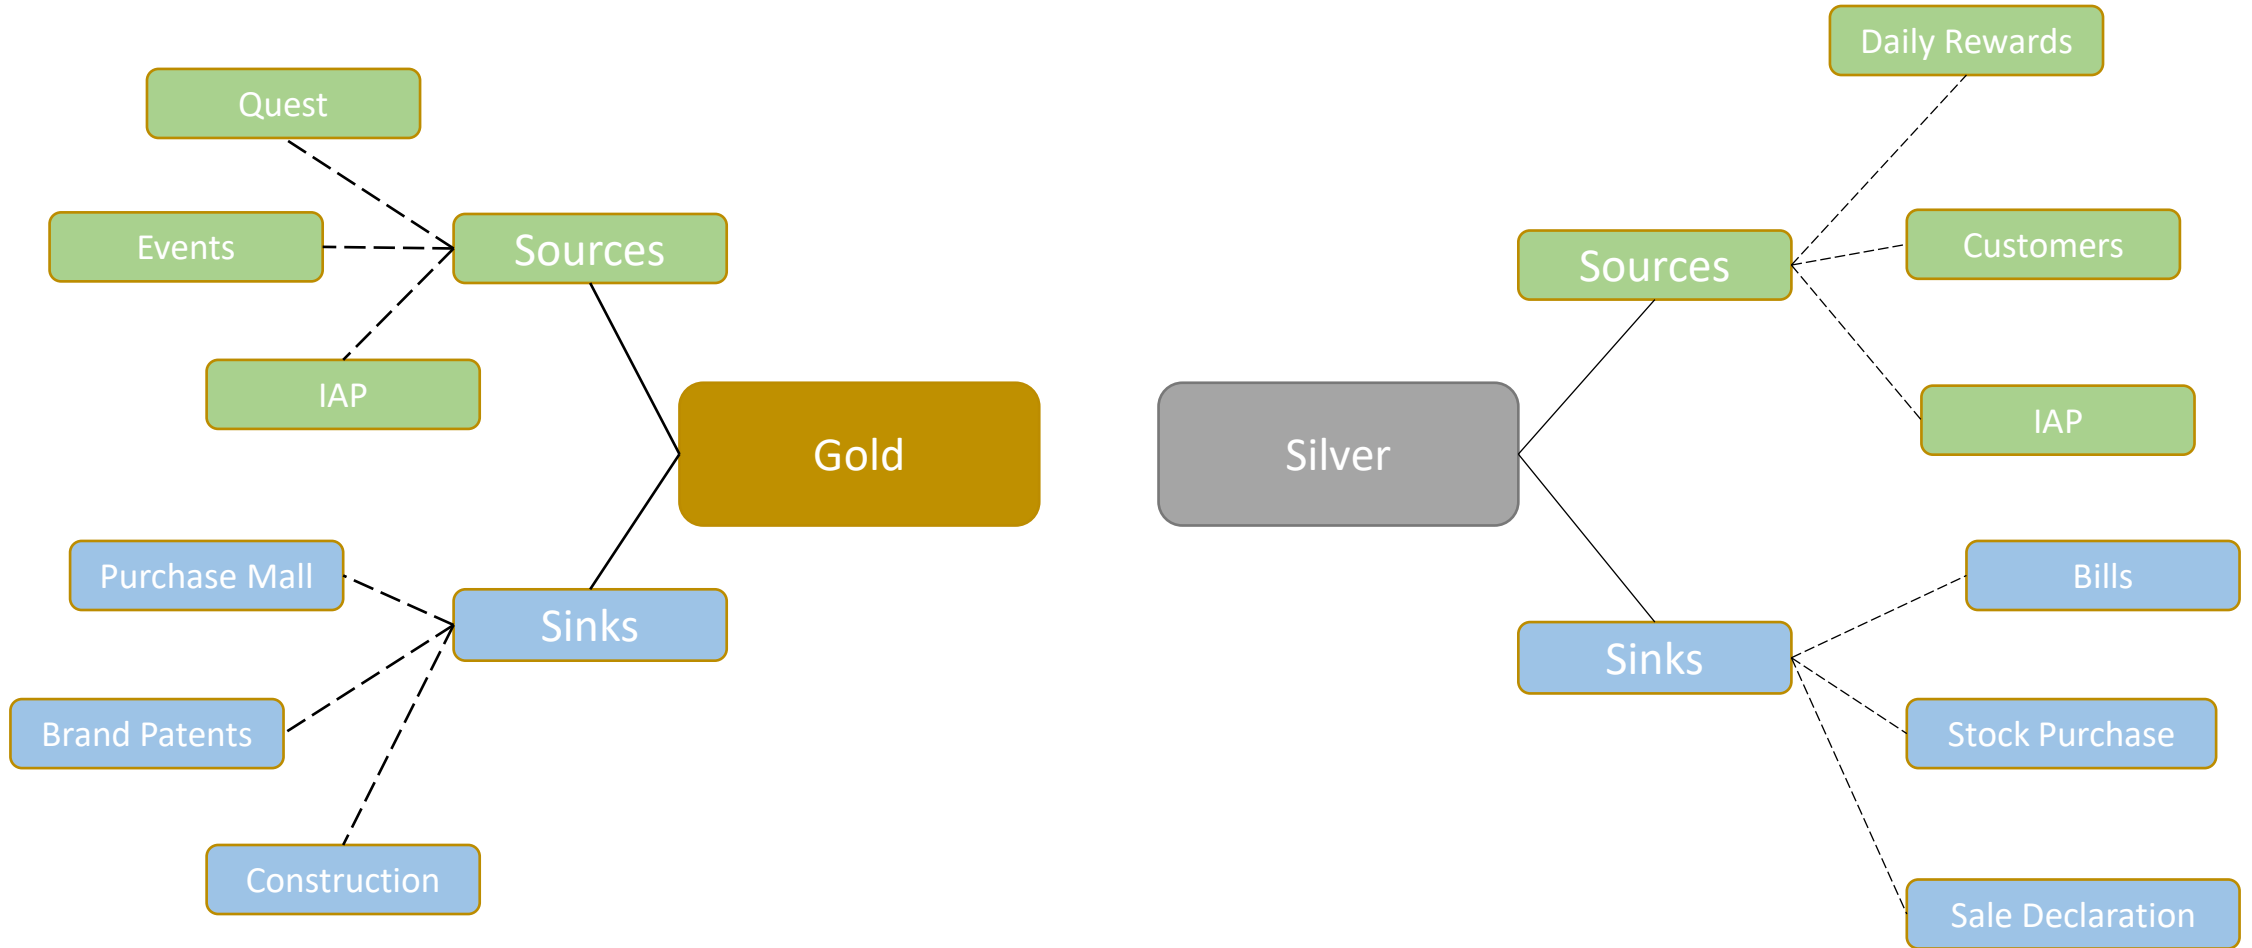 Quest
Events
Sources
IAP
Gold
Purchase Mall
Sinks
Brand Patents
Construction
Daily Rewards
Customers
Sources
IAP
Silver
Bills
Sinks
Stock Purchase
Sale Declaration